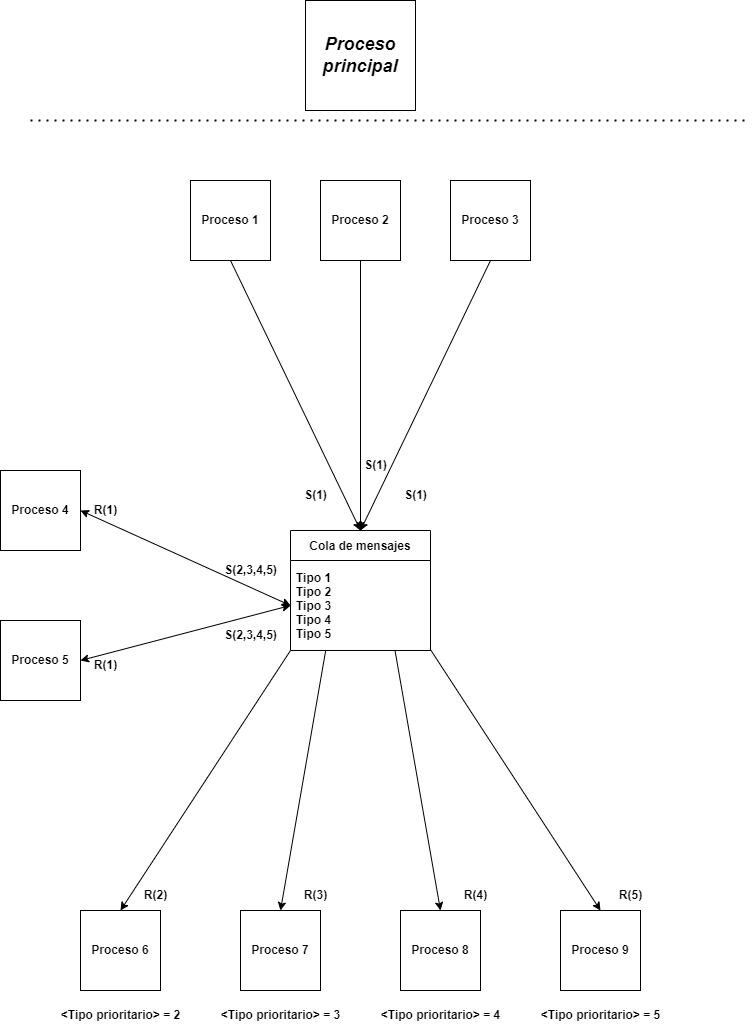 Proceso
principal
Proceso 1
Proceso 2
Proceso 3
S(1)
S(1)
S(1)
Proceso 4
R(1)
Cola de mensajes
S(2,3,4,5)
Tipo 1
Tipo 2
Tipo 3
Tipo 4
Tipo 5
S(2,3,4,5)
Proceso 5
R(1)
R(2)
R(3)
R(4)
R(5)
Proceso 6
Proceso 7
Proceso 8
Proceso 9
<Tipo prioritario> = 2
<Tipo prioritario> = 3
<Tipo prioritario> = 4
<Tipo prioritario> = 5